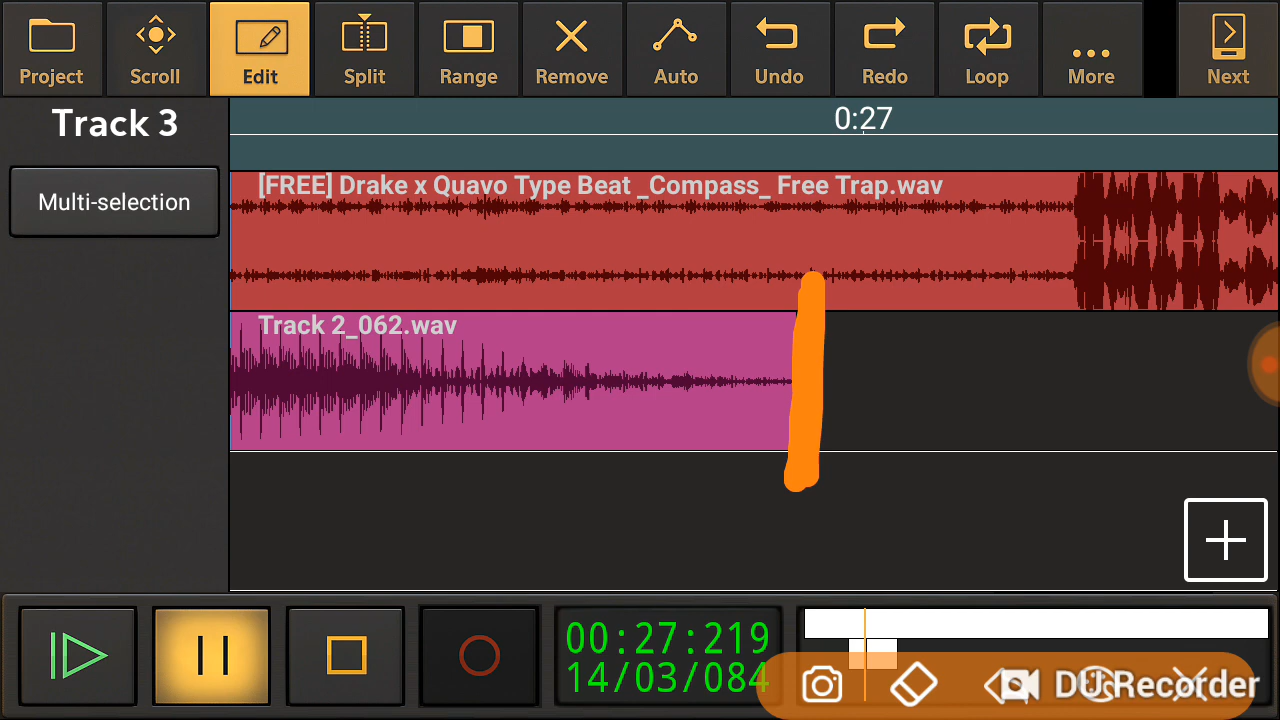 Project Scroll Edit Split Range Remove Auto Undo Redo Loop More Next
Track 3
0:27
Multi-selection
[FREE] Drake x Quavo Type Beat _Compass_ Free Trap.wav
Track 2_062.wav
00:27:219
14/03/084
DU Recorder